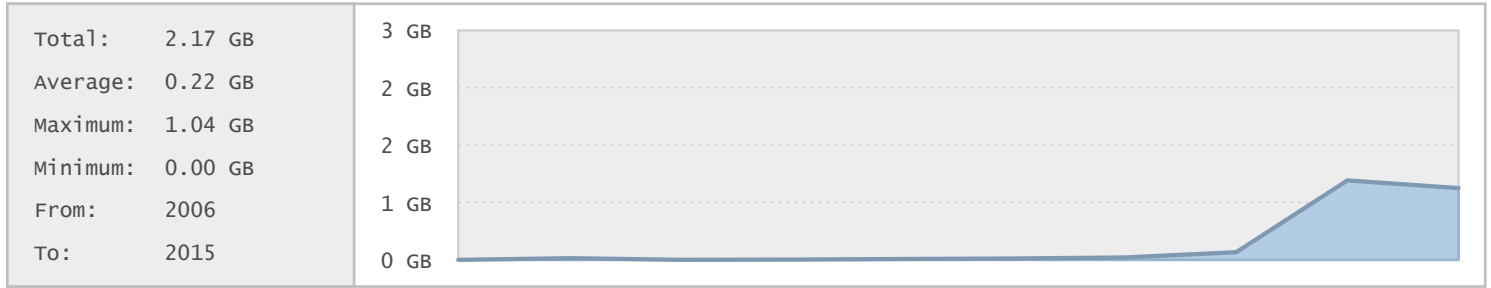 Total: 2.17 GB
Average: 0.22 GB
Maximum: 1.04 GB
Minimum: 0.00 GB
From: 2006
To: 2015
3 GB
2 GB
2 GB
1 GB
0 GB